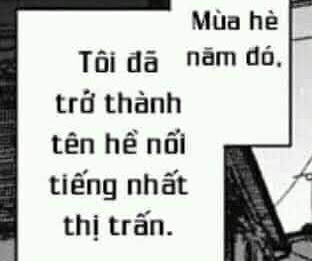 Mùa hè
năm đó,
Tôi đã
trở thành
tên hề nổi
tiếng nhất
thị trấn.